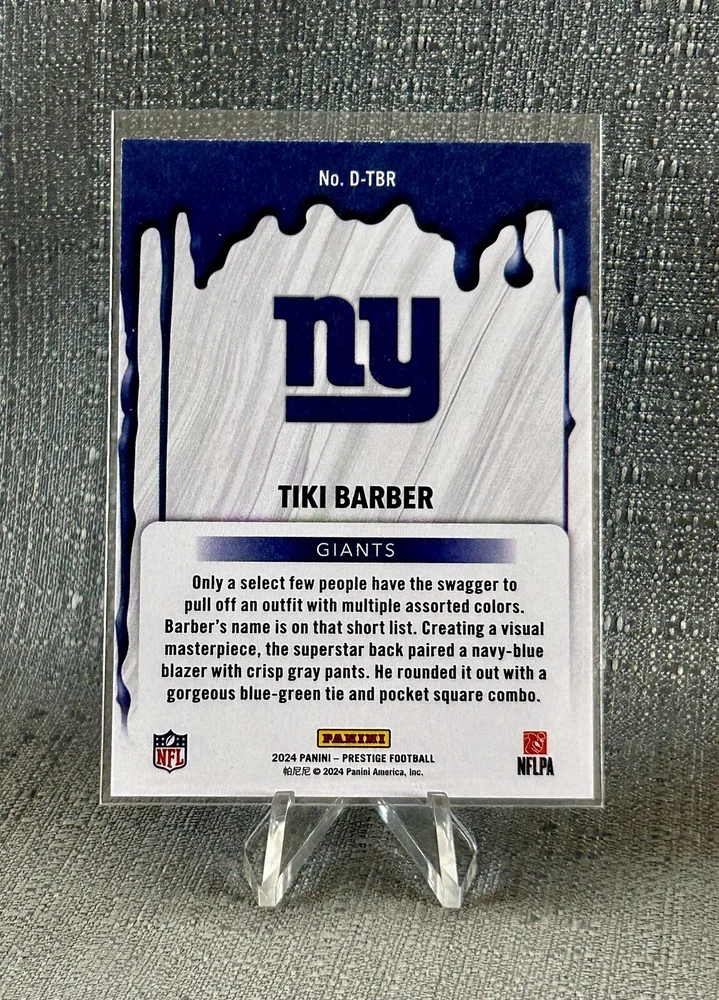 No. D-TBR
ny
TIKI BARBER
GIANTS
Only a select few people have the swagger to
pull off an outfit with multiple assorted colors.
Barber's name is on that short list. Creating a visual
masterpiece, the superstar back paired a navy-blue
blazer with crisp gray pants. He rounded it out with a
gorgeous blue-green tie and pocket square combo.
NFL
PANINI
2024 PANINI – PRESTIGE FOOTBALL
帕尼尼 © 2024 Panini America, Inc.
NFLPA